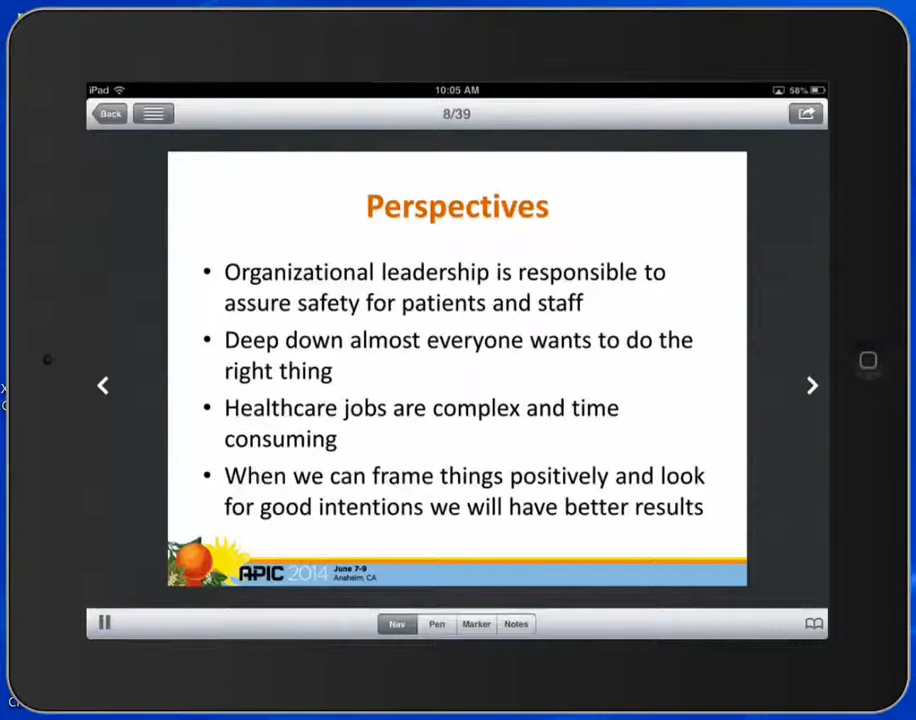 iPad 10:05 AM 58%
Back 8/39
Perspectives
• Organizational leadership is responsible to
assure safety for patients and staff
• Deep down almost everyone wants to do the
right thing
• Healthcare jobs are complex and time
consuming
• When we can frame things positively and look
for good intentions we will have better results
APIC 2014 June 7-9
Anaheim, CA
Nav Pen Marker Notes